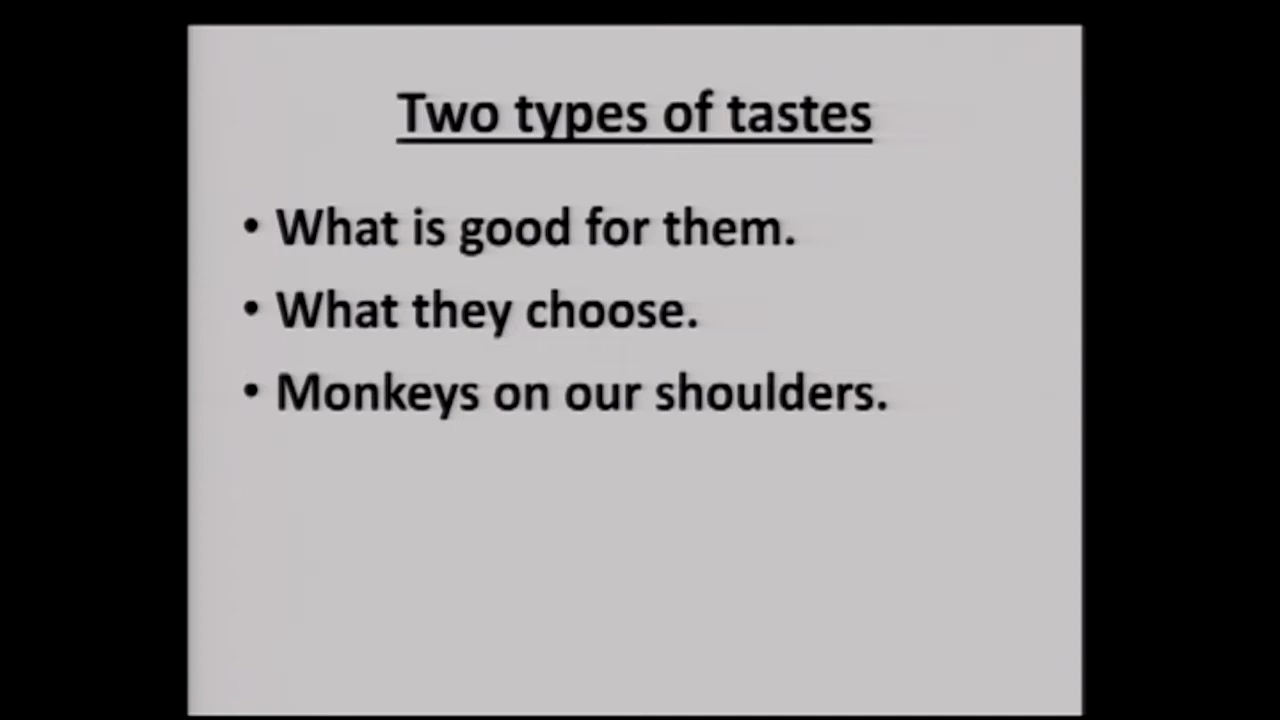 Two types of tastes
• What is good for them.
• What they choose.
• Monkeys on our shoulders.